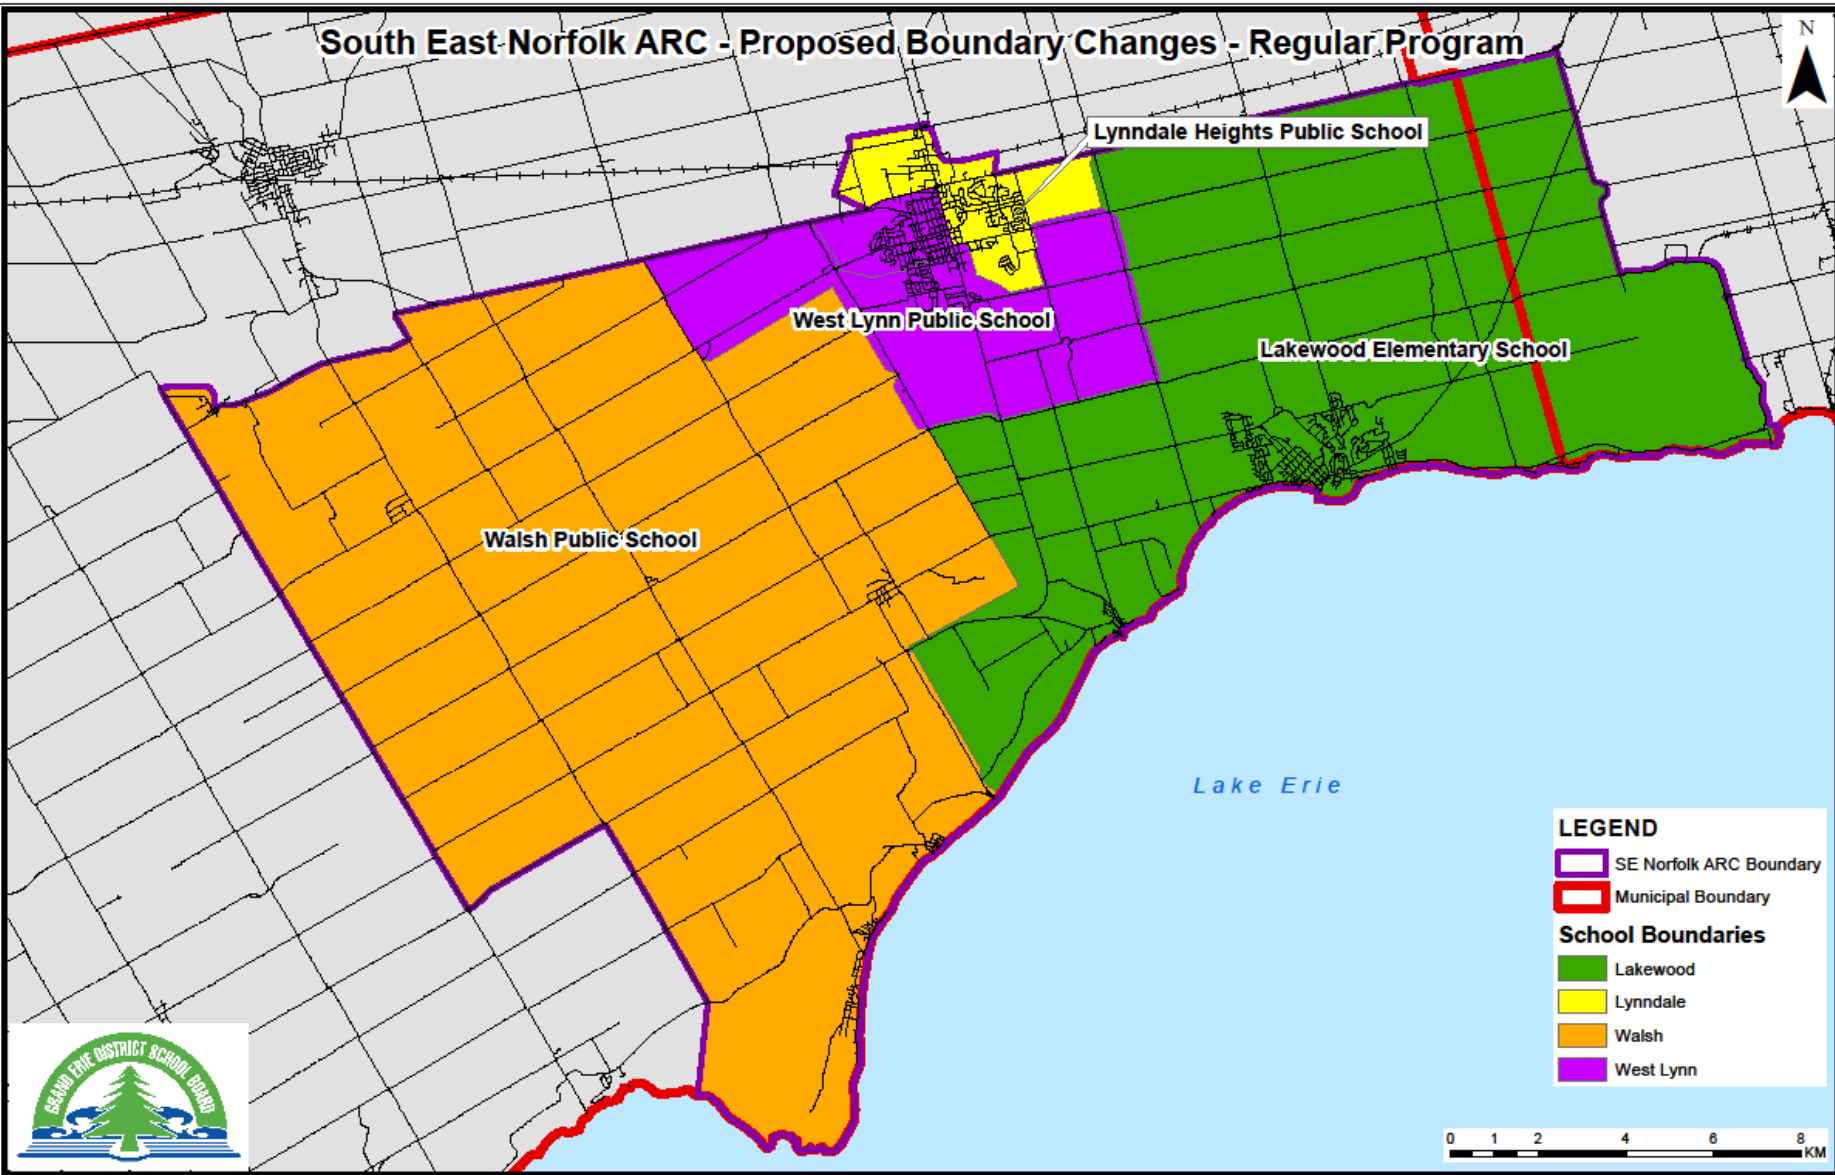 South East Norfolk ARC - Proposed Boundary Changes - Regular Program
N
Lynndale Heights Public School
West Lynn Public School
Lakewood Elementary School
Walsh Public School
Lake Erie
LEGEND
SE Norfolk ARC Boundary
Municipal Boundary
School Boundaries
Lakewood
Lynndale
Walsh
West Lynn
GRAND ERIE DISTRICT SCHOOL BOARD
0 1 2 4 6 8
KM